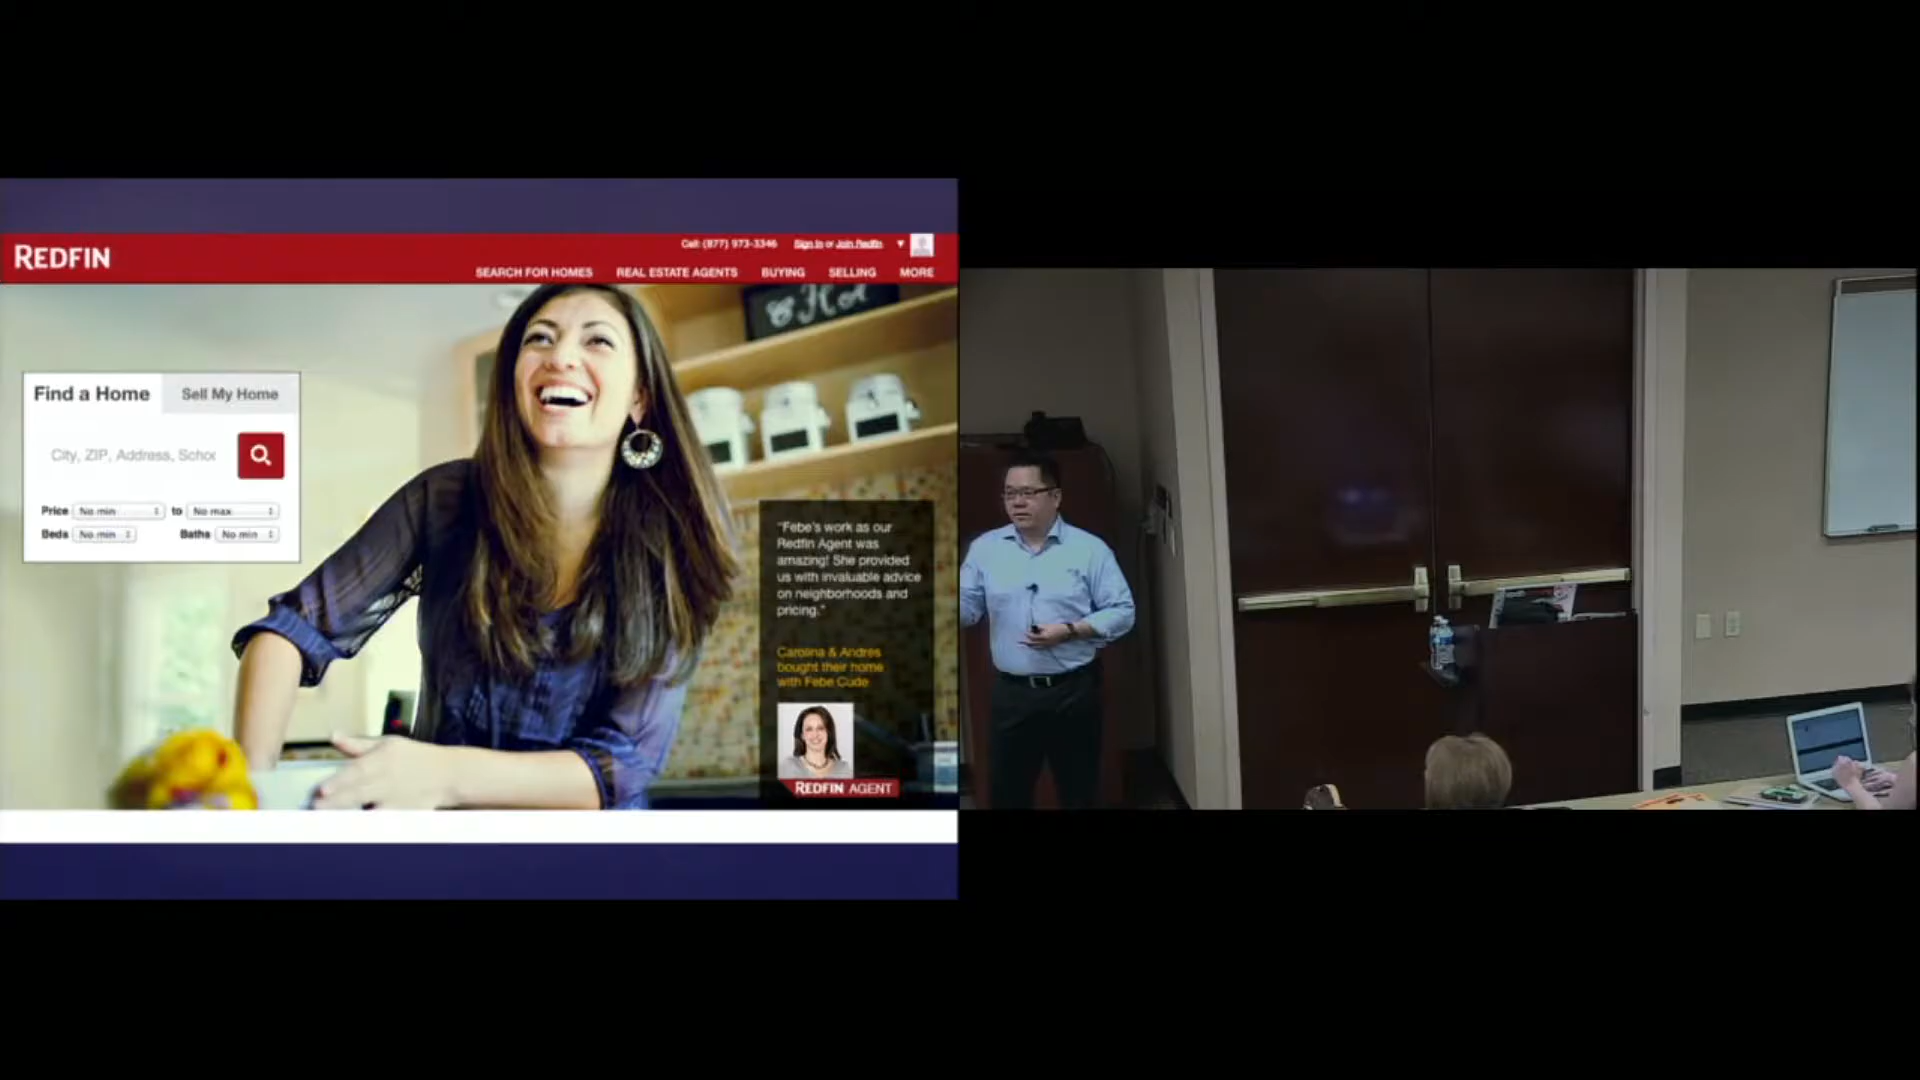 REDFIN
Call: (877) 973-3346 Sign In or Join Redfin
SEARCH FOR HOMES REAL ESTATE AGENTS BUYING SELLING MORE
Find a Home Sell My Home
City, ZIP, Address, Schoo
Price No min to No max
Beds No min Baths No min
"Febe's work as our
Redfin Agent was
amazing! She provided
us with invaluable advice
on neighborhoods and
pricing."
Carolina & Andres
bought their home
with Febe Cude
REDFIN AGENT